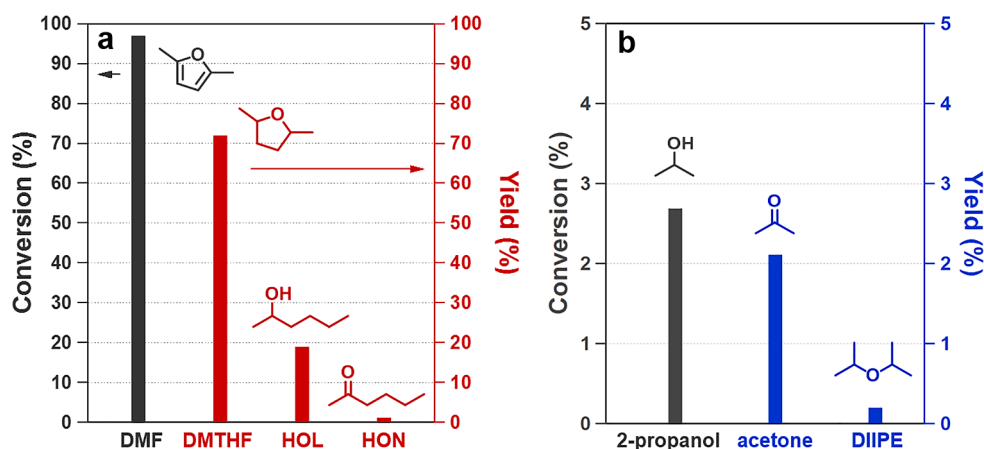 a
Conversion (%)
100
90
80
70
60
50
40
30
20
10
0
O
O
OH
O
100
90
80
70
60
50
40
30
20
10
0
Yield (%)
DMF DMTHF HOL HON
b
Conversion (%)
5
4
3
2
1
0
OH
O
O
5
4
3
2
1
0
Yield (%)
2-propanol acetone DIIPE